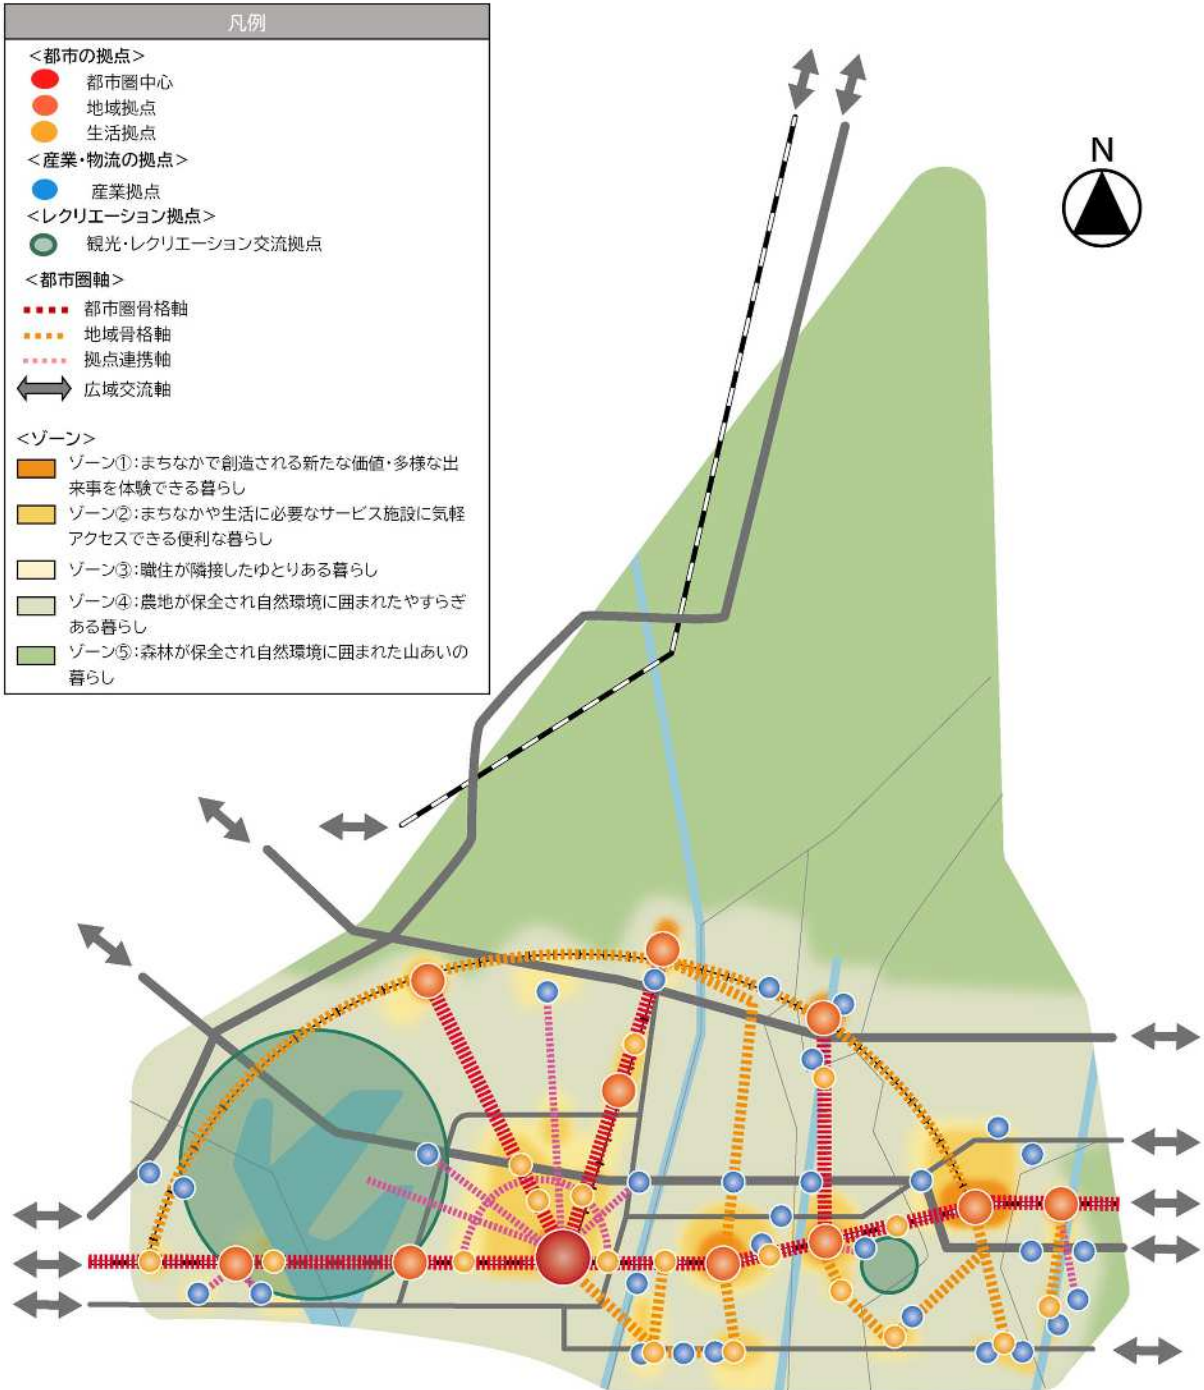 凡例
＜都市の拠点＞
都市圏中心
地域拠点
生活拠点
＜産業・物流の拠点＞
産業拠点
＜レクリエーション拠点＞
観光・レクリエーション交流拠点
＜都市圏軸＞
都市圏骨格軸
地域骨格軸
拠点連携軸
広域交流軸
＜ゾーン＞
ゾーン①：まちなかで創造される新たな価値・多様な出
来事を体験できる暮らし
ゾーン②：まちなかや生活に必要なサービス施設に気軽
アクセスできる便利な暮らし
ゾーン③：職住が隣接したゆとりある暮らし
ゾーン④：農地が保全され自然環境に囲まれたやすらぎ
ある暮らし
ゾーン⑤：森林が保全され自然環境に囲まれた山あいの
暮らし
N